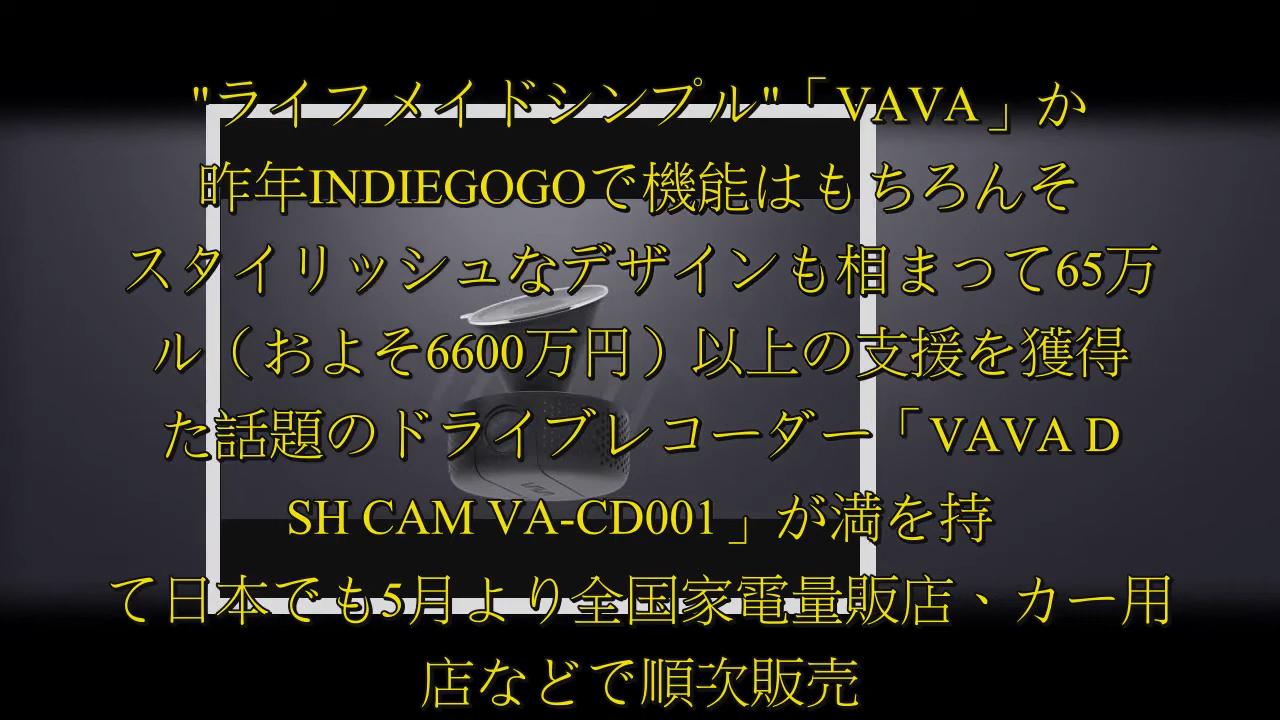 "ライフメイドシンプル"「VAVA」か
昨年INDIEGOGOで機能はもちろんそ
スタイリッシュなデザインも相まって65万
ル（およそ6600万円）以上の支援を獲得
た話題のドライブレコーダー「VAVA D
SH CAM VA-CD001」が満を持
て日本でも5月より全国家電量販店、カー用
店などで順次販売
VAVA